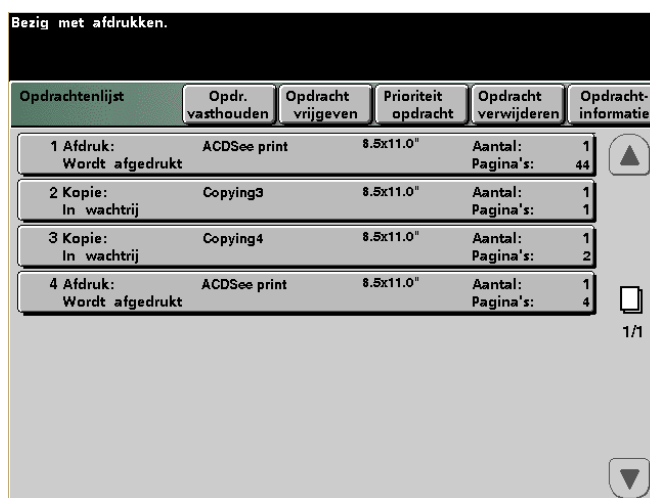 Bezig met afdrukken.
Opdrachtenlijst
Opdr. vasthouden
Opdracht vrijgeven
Prioriteit opdracht
Opdracht verwijderen
Opdracht-informatie
1 Afdruk: ACDSee print 8.5x11.0" Aantal: 1
Wordt afgedrukt Pagina's: 44
2 Kopie: Copying3 8.5x11.0" Aantal: 1
In wachtrij Pagina's: 1
3 Kopie: Copying4 8.5x11.0" Aantal: 1
In wachtrij Pagina's: 2
4 Afdruk: ACDSee print 8.5x11.0" Aantal: 1
Wordt afgedrukt Pagina's: 4
1/1